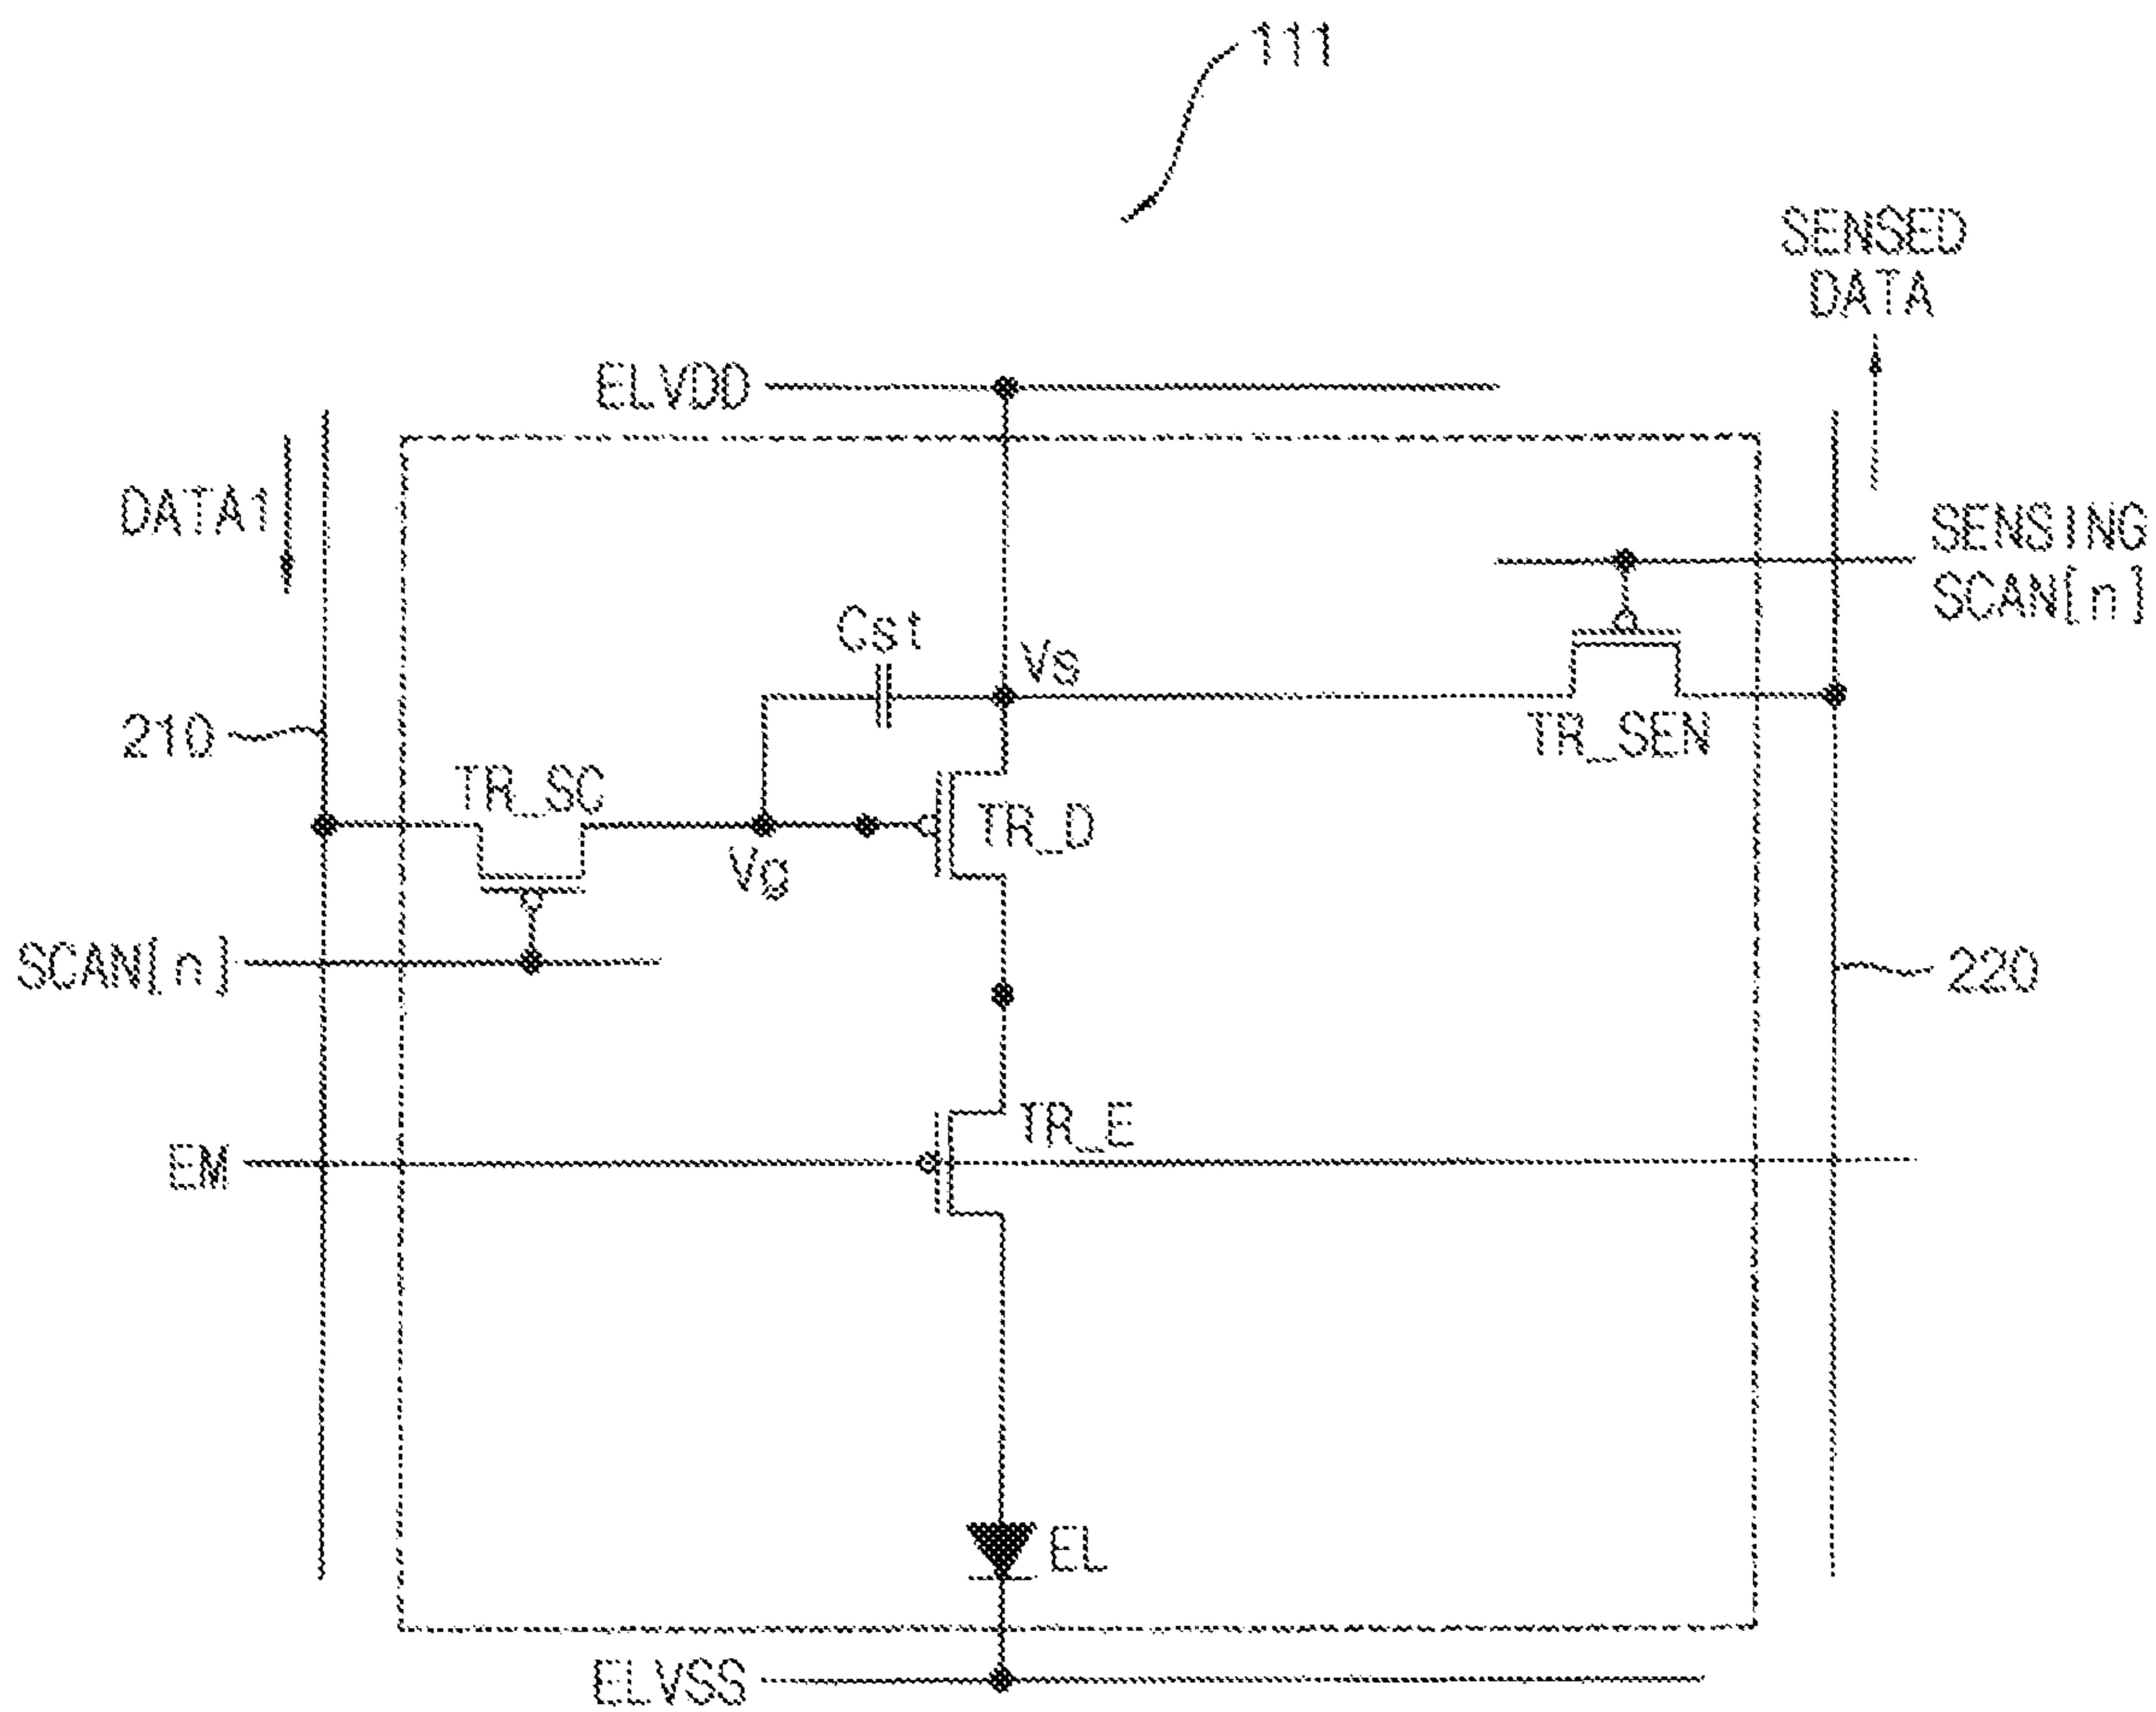 111
SENSED
DATA
ELVDD
DATA1
SENSING
SCAN[n]
Cst
Vs
210
TR_SEN
TR_SC
TR_D
Vg
SCAN[n]
220
TR_E
EM
EL
ELVSS